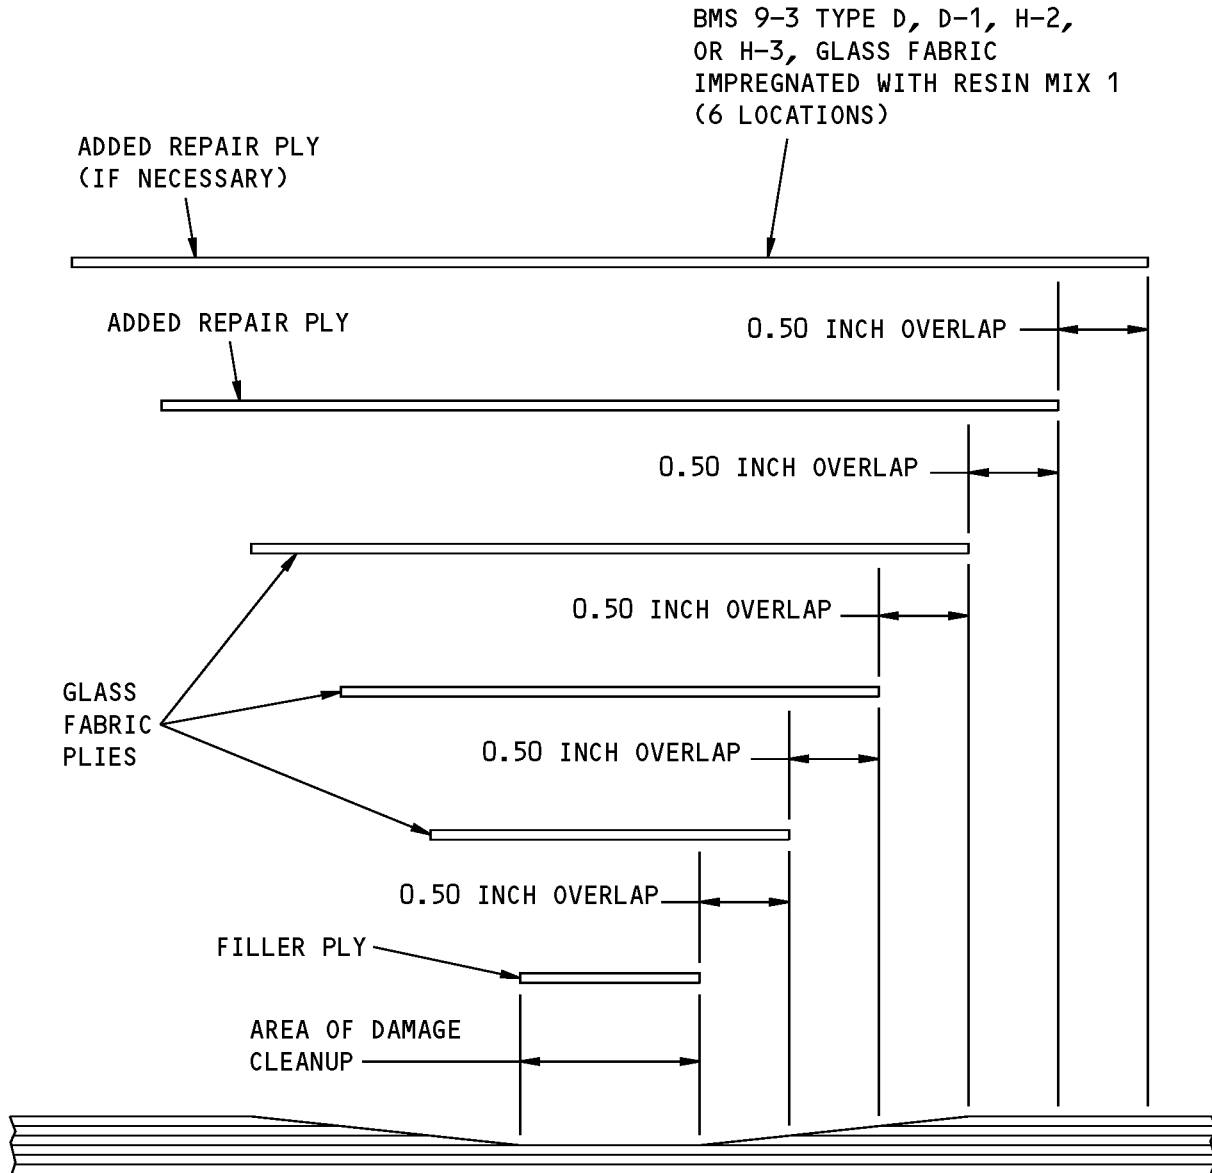 BMS 9-3 TYPE D, D-1, H-2,
OR H-3, GLASS FABRIC
IMPREGNATED WITH RESIN MIX 1
(6 LOCATIONS)
ADDED REPAIR PLY
(IF NECESSARY)
ADDED REPAIR PLY
0.50 INCH OVERLAP
0.50 INCH OVERLAP
0.50 INCH OVERLAP
GLASS
FABRIC
PLIES
0.50 INCH OVERLAP
0.50 INCH OVERLAP
FILLER PLY
AREA OF DAMAGE
CLEANUP